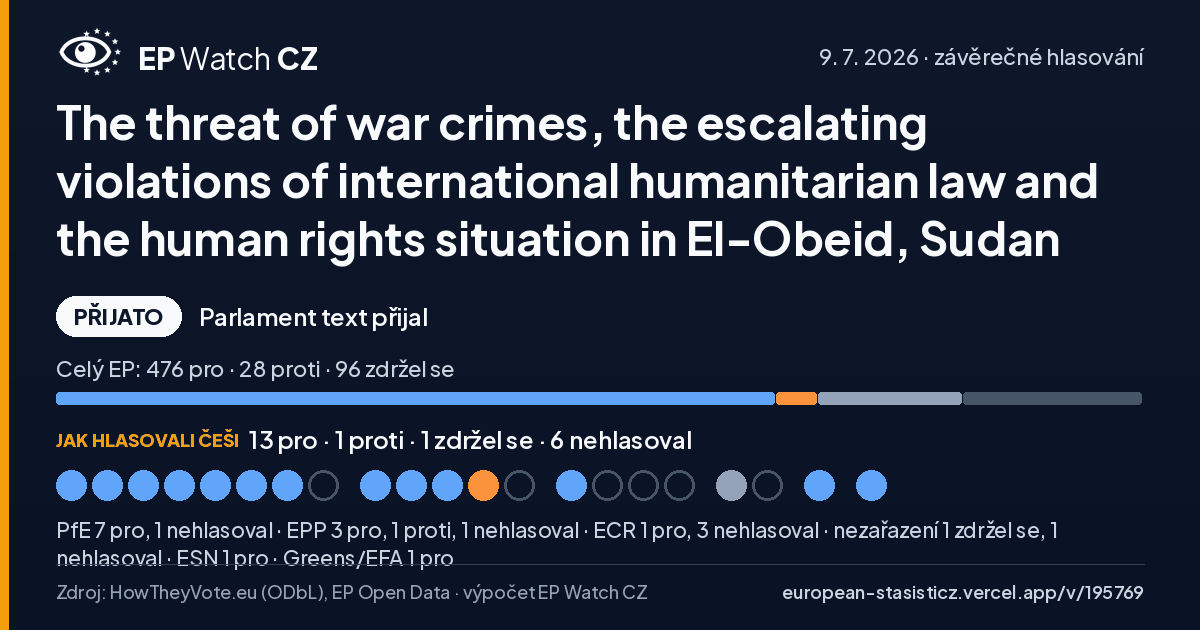 EP Watch CZ
9. 7. 2026 · závěrečné hlasování
The threat of war crimes, the escalating
violations of international humanitarian law and
the human rights situation in El-Obeid, Sudan
PŘIJATO Parlament text přijal
Celý EP: 476 pro · 28 proti · 96 zdržel se
JAK HLASOVALI ČEŠI 13 pro · 1 proti · 1 zdržel se · 6 nehlasoval
PfE 7 pro, 1 nehlasoval · EPP 3 pro, 1 proti, 1 nehlasoval · ECR 1 pro, 3 nehlasoval · nezařazení 1 zdržel se, 1
nehlasoval · ESN 1 pro · Greens/EFA 1 pro
Zdroj: HowTheyVote.eu (ODbL), EP Open Data · výpočet EP Watch CZ
european-stasisticz.vercel.app/v/195769